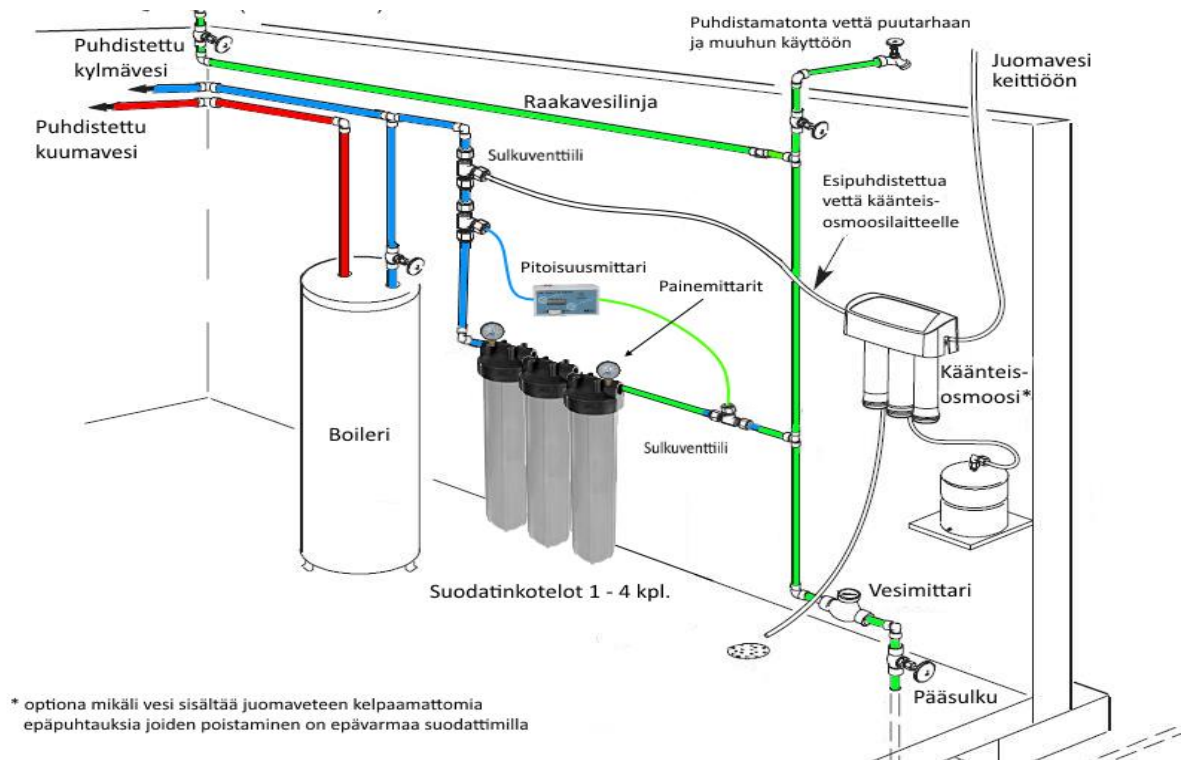 Puhdistettu
kylmävesi
Puhdistettu
kuumavesi
Raakavesilinja
Puhdistamatonta vettä puutarhaan
ja muuhun käyttöön
Juomavesi
keittiöön
Sulkuventtiili
Esipuhdistettua
vettä käänteis-
osmoosilaitteelle
Pitoisuusmittari
Painemittarit
Käänteis-
osmoosi*
Boileri
Sulkuventtiili
Suodatinkotelot 1 - 4 kpl.
Vesimittari
Pääsulku
* optiona mikäli vesi sisältää juomaveteen kelpaamattomia
epäpuhtauksia joiden poistaminen on epävarmaa suodattimilla